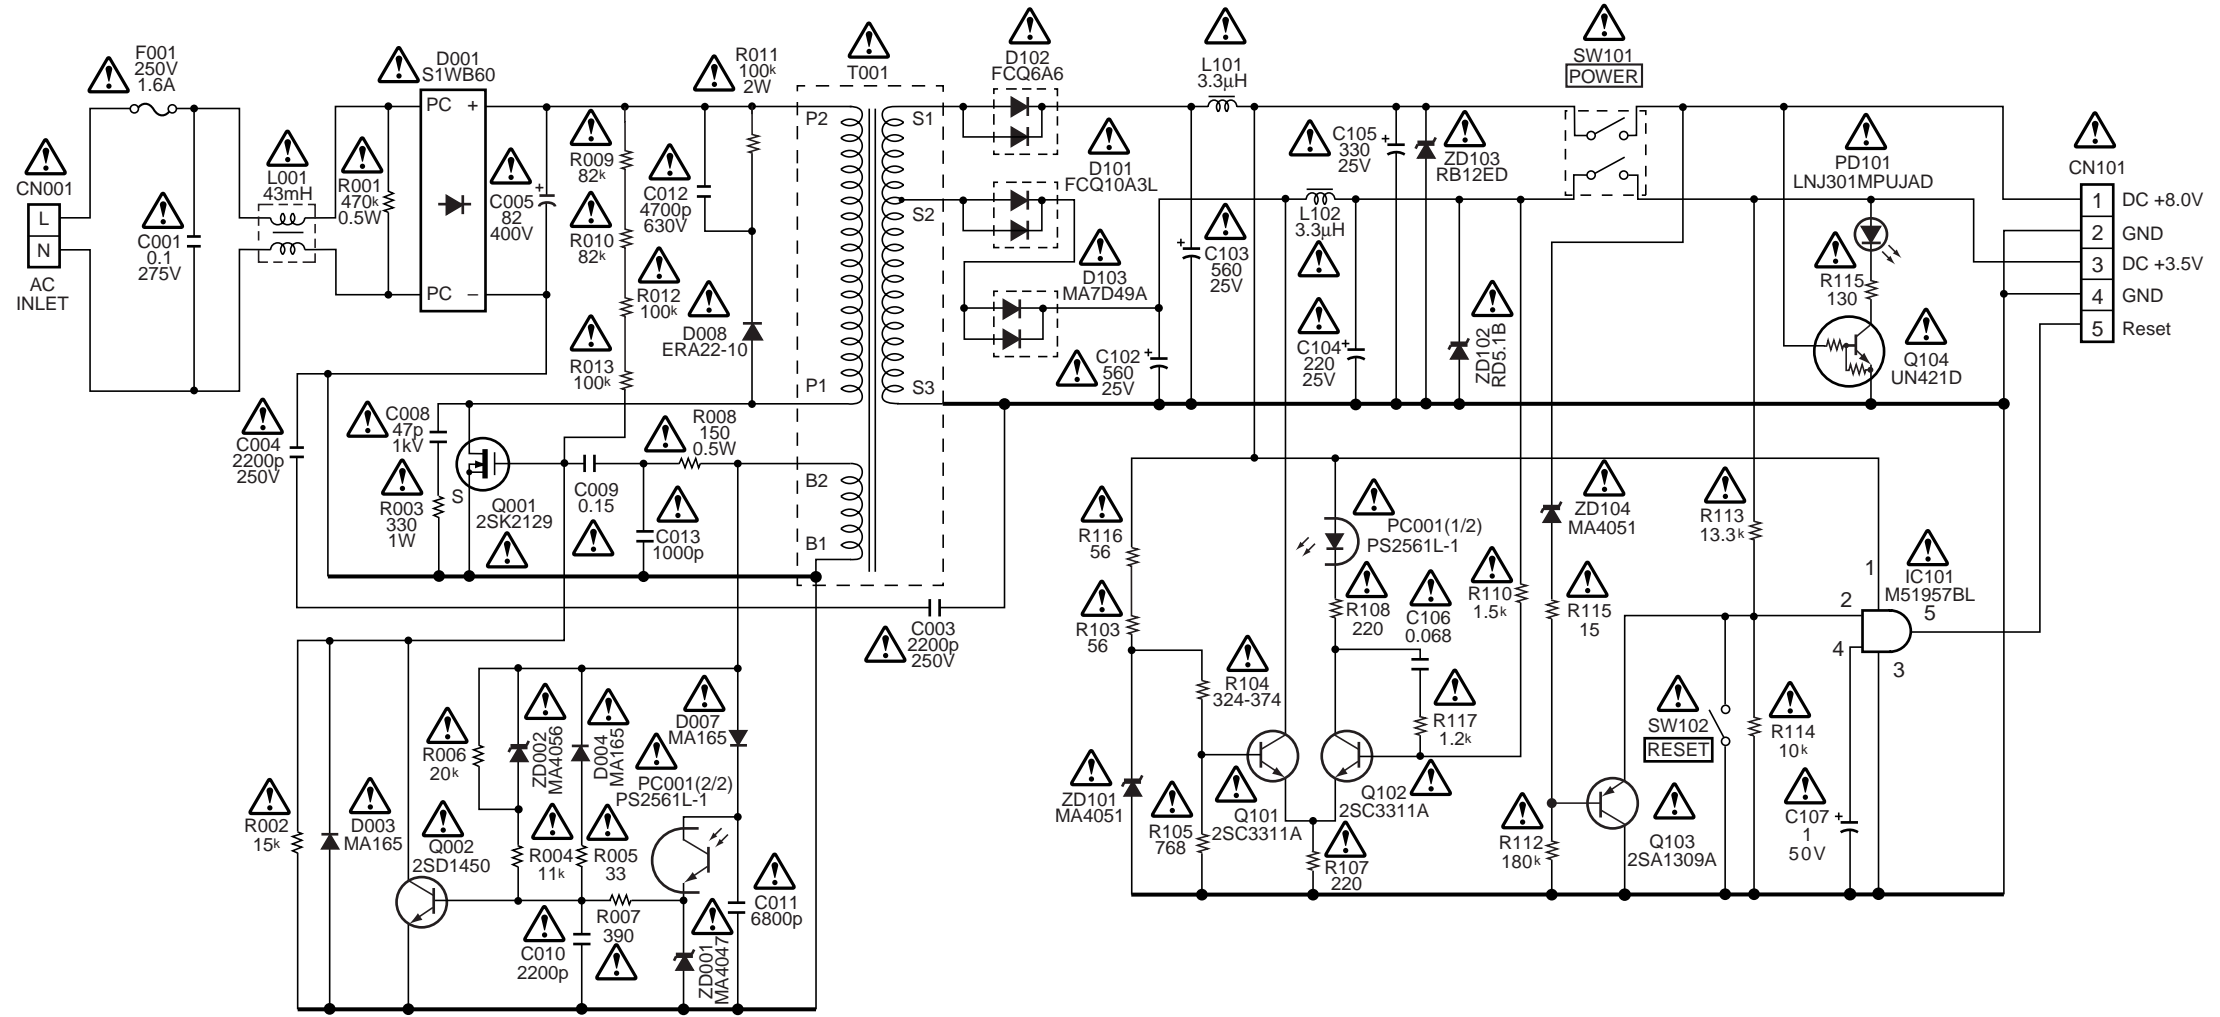 F001
250V
1.6A
D001
S1WB60
R011
100k
2W
T001
D102
FCQ6A6
L101
3.3µH
SW101
POWER
CN001
L
N
AC
INLET
C001
0.1
275V
L001
43mH
R001
470k
0.5W
PC +
PC –
C005
82
400V
+
R009
82k
R010
82k
R012
100k
R013
100k
C012
4700p
630V
D008
ERA22-10
P2
P1
B2
B1
S1
S2
S3
D101
FCQ10A3L
D103
MA7D49A
C102
560
25V
+
C103
560
25V
+
L102
3.3µH
C104
220
25V
+
C105
330
25V
+
ZD103
RB12ED
ZD102
RD5.1B
PD101
LNJ301MPUJAD
R115
130
Q104
UN421D
CN101
1 DC +8.0V
2 GND
3 DC +3.5V
4 GND
5 Reset
C004
2200p
250V
C008
47p
1kV
R003
330
1W
S
Q001
2SK2129
R008
150
0.5W
C009
0.15
C013
1000p
C003
2200p
250V
R002
15k
D003
MA165
Q002
2SD1450
R006
20k
ZD002
MA4056
D004
MA165
D007
MA165
PC001(2/2)
PS2561L-1
R004
11k
R005
33
R007
390
C010
2200p
ZD001
MA4047
C011
6800p
R116
56
R103
56
ZD101
MA4051
R104
324-374
R105
768
Q101
2SC3311A
R107
220
Q102
2SC3311A
PC001(1/2)
PS2561L-1
R108
220
C106
0.068
R117
1.2k
R110
1.5k
ZD104
MA4051
R115
15
R112
180k
Q103
2SA1309A
R113
13.3k
SW102
RESET
R114
10k
C107
1
50V
+
IC101
M51957BL
1
2
3
4
5